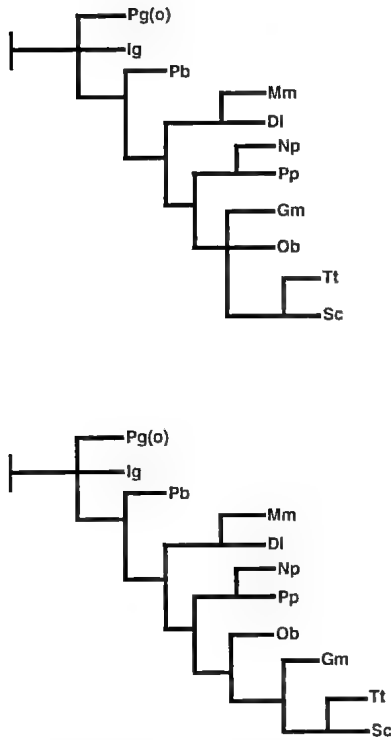 Pg(o)
Ig
Pb
Mm
Dl
Np
Pp
Gm
Ob
Tt
Sc
Pg(o)
Ig
Pb
Mm
Dl
Np
Pp
Ob
Gm
Tt
Sc